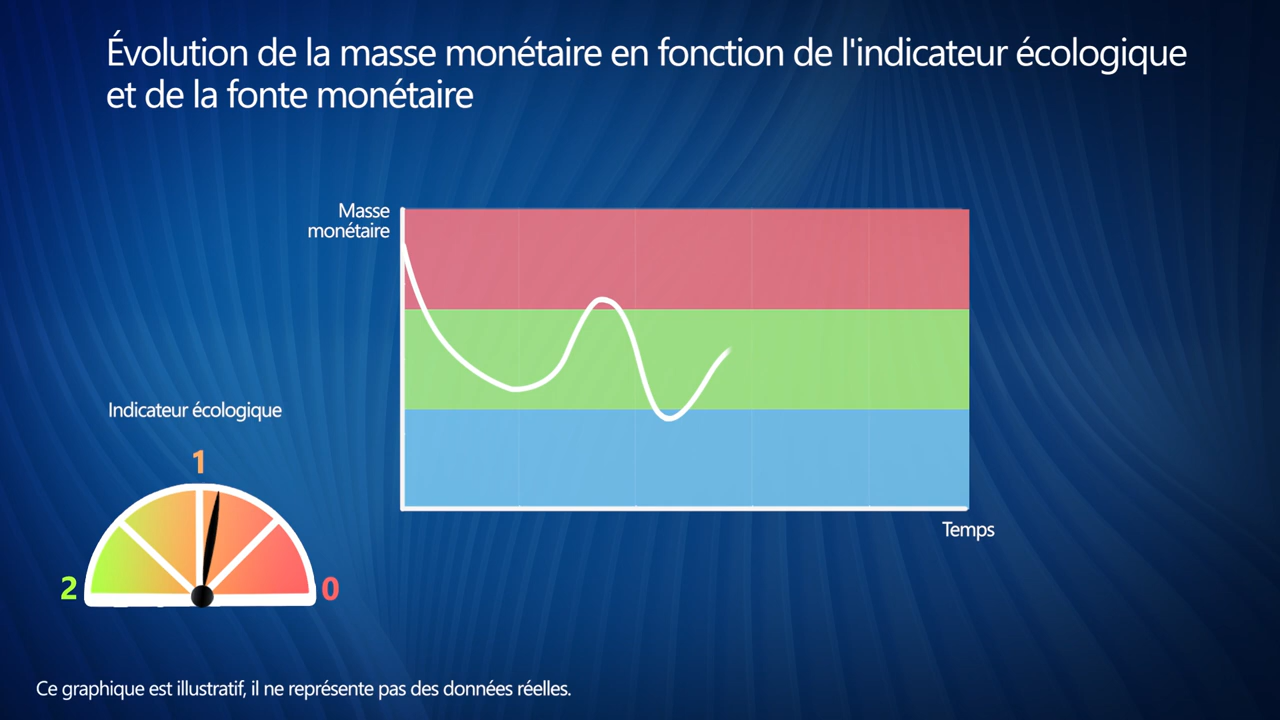 Évolution de la masse monétaire en fonction de l'indicateur écologique
et de la fonte monétaire
Masse
monétaire
Temps
Indicateur écologique
1
2
0
Ce graphique est illustratif, il ne représente pas des données réelles.